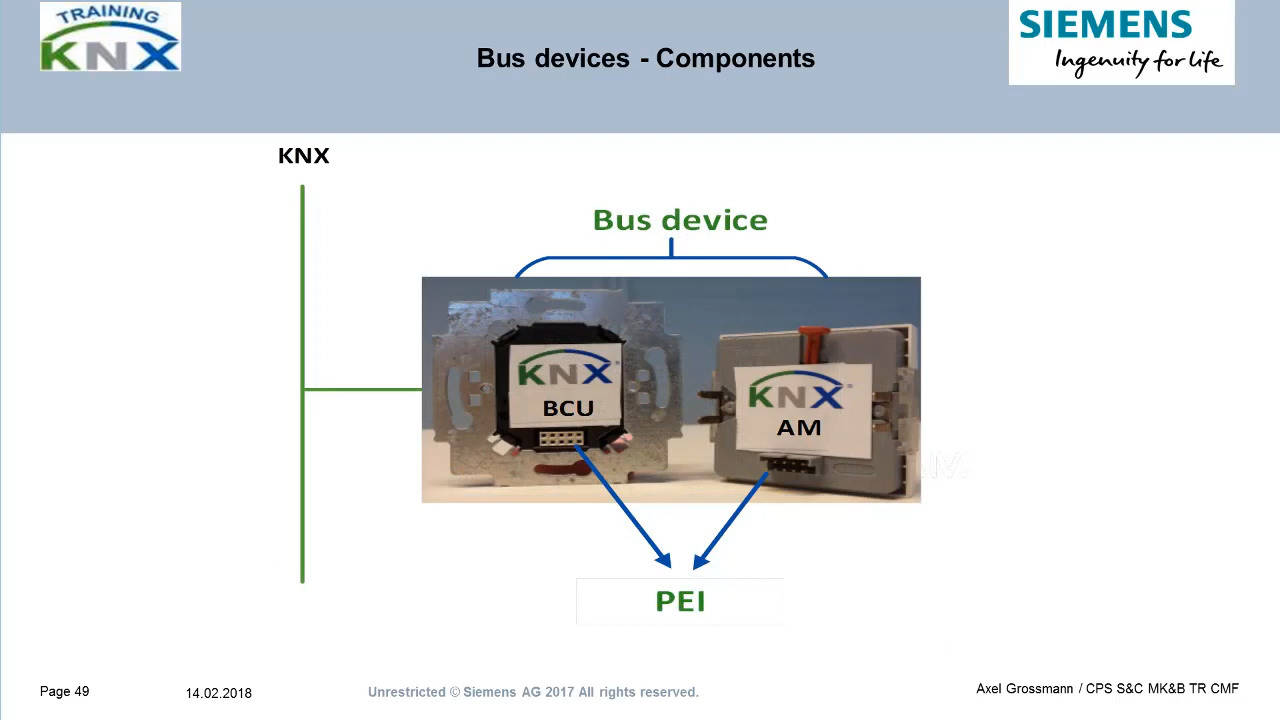 TRAINING
KNX
Bus devices - Components
SIEMENS
Ingenuity for life
KNX
Bus device
KNX
BCU
KNX
AM
PEI
Page 49
14.02.2018
Unrestricted © Siemens AG 2017 All rights reserved.
Axel Grossmann / CPS S&C MK&B TR CMF